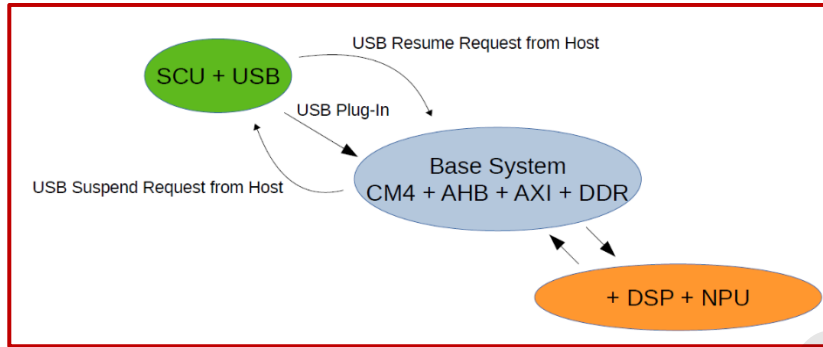 USB Resume Request from Host
SCU + USB
USB Plug-In
Base System
CM4 + AHB + AXI + DDR
USB Suspend Request from Host
+ DSP + NPU